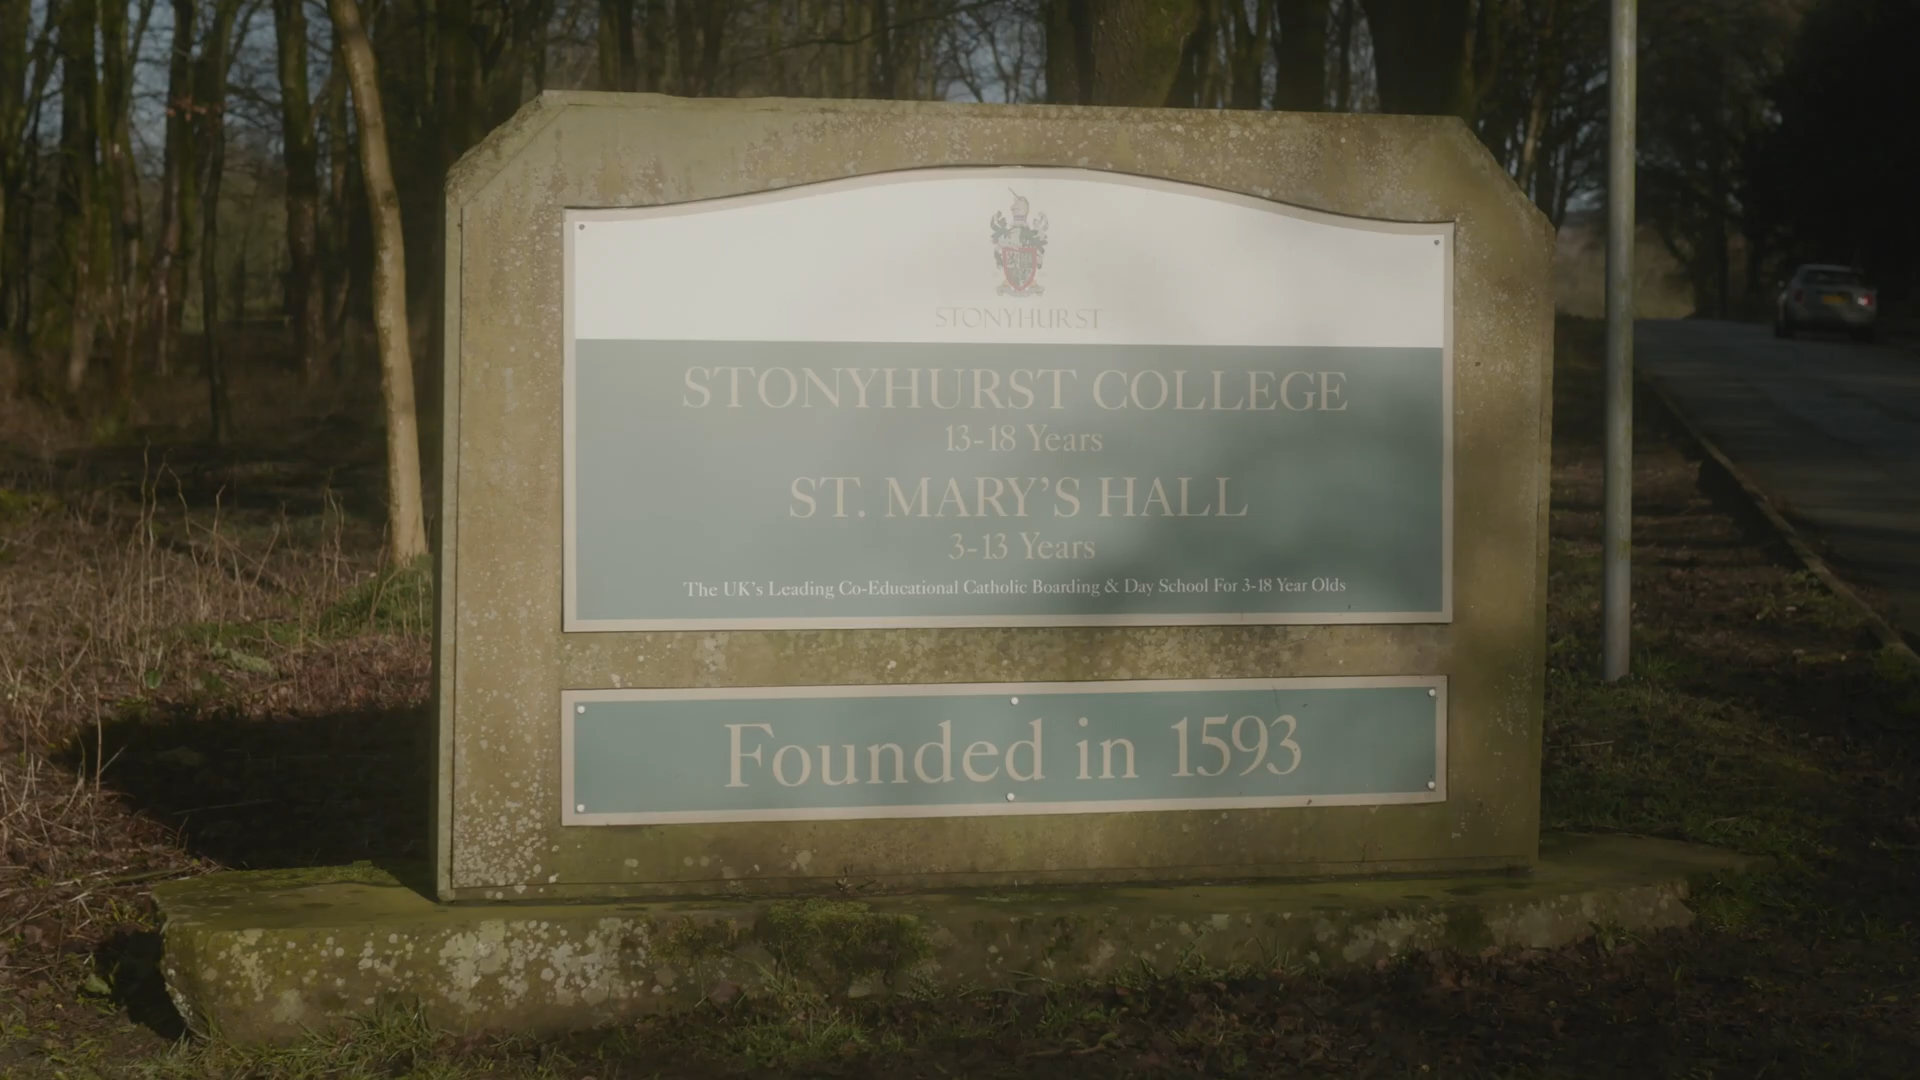 STONYHURST
STONYHURST COLLEGE
13-18 Years
ST. MARY'S HALL
3-13 Years
The UK's Leading Co-Educational Catholic Boarding & Day School For 3-18 Year Olds
Founded in 1593